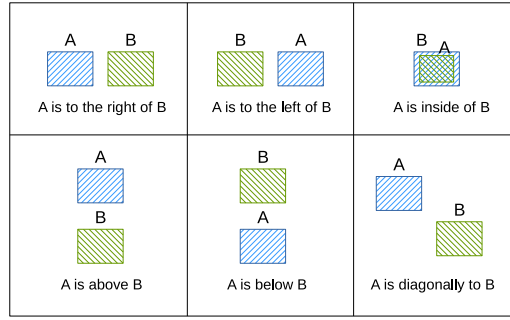 A B
A is to the right of B
B A
A is to the left of B
B A
A is inside of B
A
B
A is above B
B
A
A is below B
A
B
A is diagonally to B